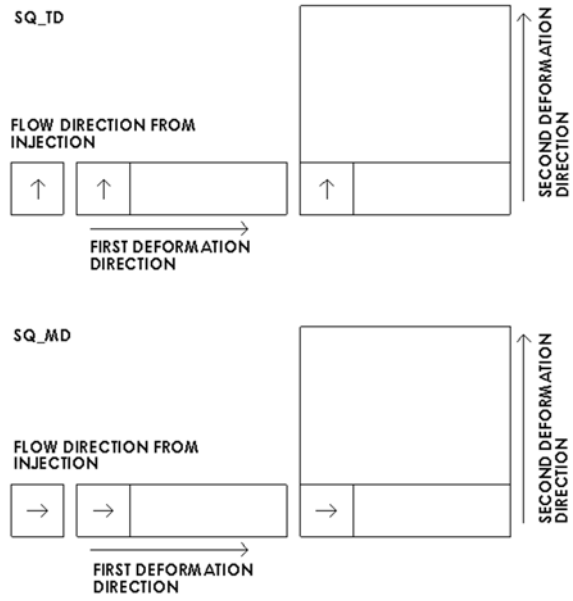 SQ_TD
FLOW DIRECTION FROM
INJECTION
FIRST DEFORMATION
DIRECTION
SECOND DEFORMATION
DIRECTION
SQ_MD
FLOW DIRECTION FROM
INJECTION
FIRST DEFORMATION
DIRECTION
SECOND DEFORMATION
DIRECTION